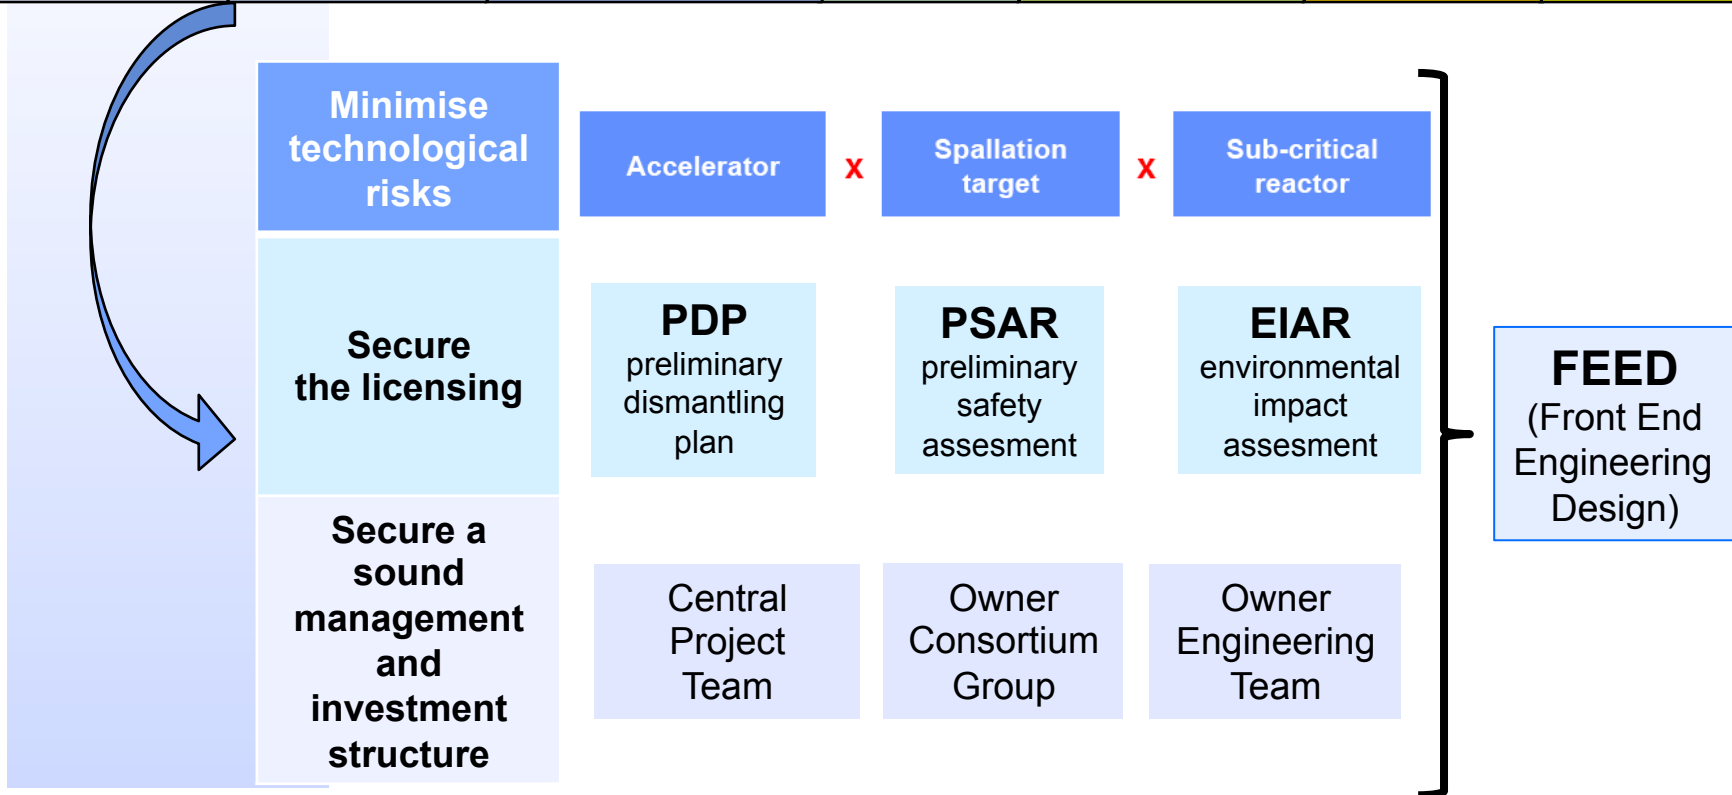 Minimise
technological
risks
Accelerator
x
Spallation
target
x
Sub-critical
reactor
Secure
the licensing
PDP
preliminary
dismantling
plan
PSAR
preliminary
safety
assesment
EIAR
environmental
impact
assesment
Secure a
sound
management
and
investment
structure
Central
Project
Team
Owner
Consortium
Group
Owner
Engineering
Team
FEED
(Front End
Engineering
Design)